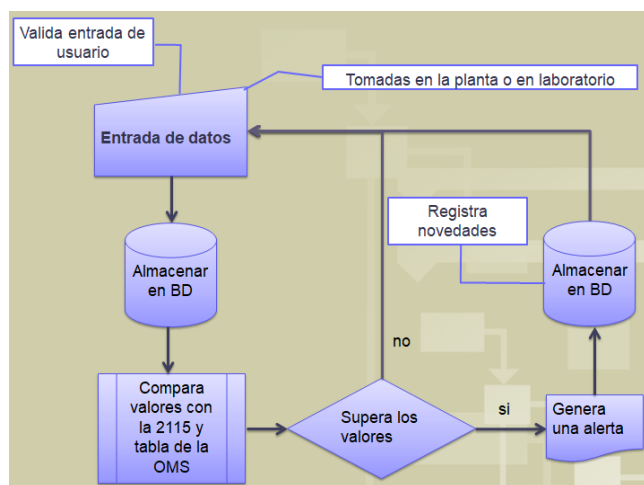 Valida entrada de
usuario
Tomadas en la planta o en laboratorio
Entrada de datos
Registra
novedades
Almacenar
en BD
Almacenar
en BD
no
Compara
valores con
la 2115 y
tabla de la
OMS
Supera los
valores
si
Genera
una alerta